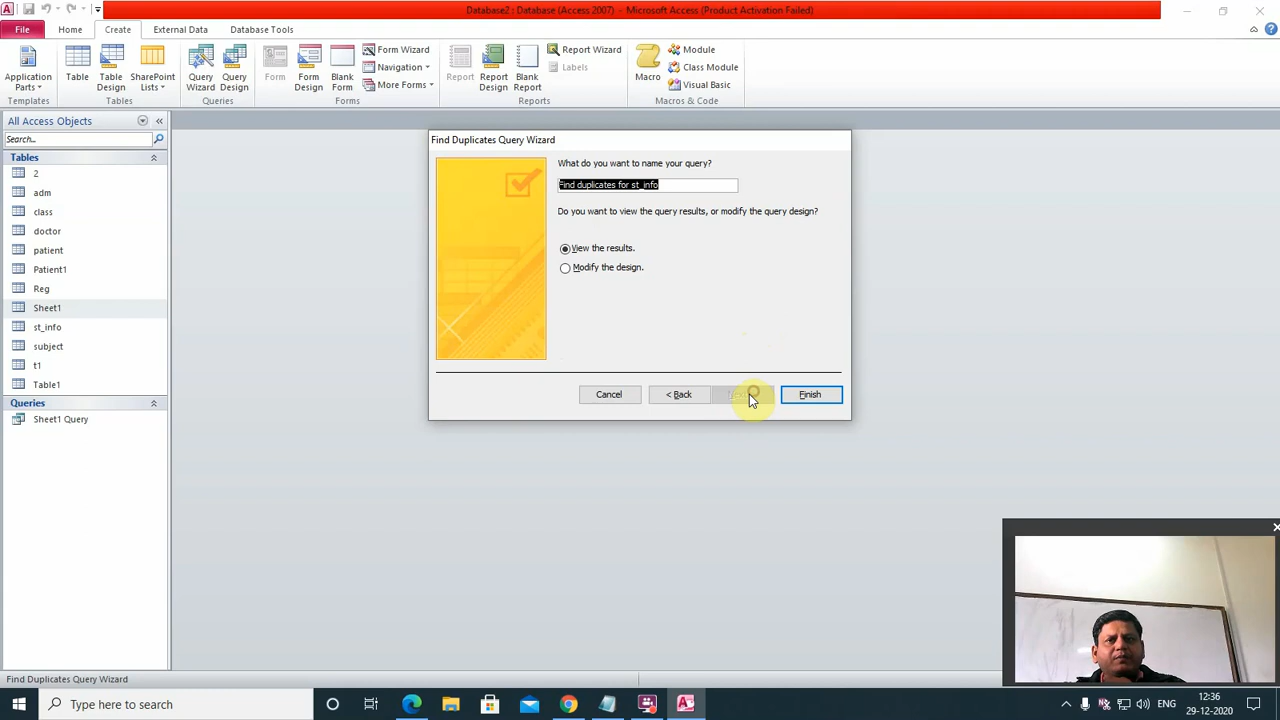 Database2 : Database (Access 2007) - Microsoft Access (Product Activation Failed)
File Home Create External Data Database Tools
Application Parts
Table
Table Design
SharePoint Lists
Query Wizard
Query Design
Form
Form Design
Blank Form
Form Wizard
Navigation
More Forms
Report
Report Design
Blank Report
Report Wizard
Labels
Macro
Module
Class Module
Visual Basic
Templates Tables Queries Forms Reports Macros & Code
All Access Objects
Search...
Tables
2
adm
class
doctor
patient
Patient1
Reg
Sheet1
st_info
subject
t1
Table1
Queries
Sheet1 Query
Find Duplicates Query Wizard
What do you want to name your query?
Find duplicates for st_info
Do you want to view the query results, or modify the query design?
View the results.
Modify the design.
Cancel < Back Finish
Find Duplicates Query Wizard
Type here to search
ENG
12:36
29-12-2020